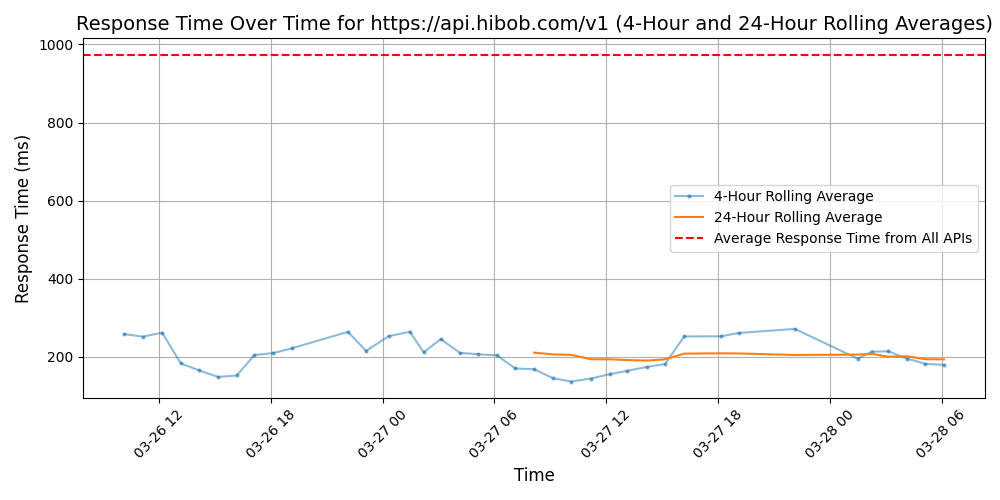 Response Time Over Time for https://api.hibob.com/v1 (4-Hour and 24-Hour Rolling Averages)
Response Time (ms)
1000
800
600
400
200
4-Hour Rolling Average
24-Hour Rolling Average
Average Response Time from All APIs
03-26 12
03-26 18
03-27 00
03-27 06
03-27 12
03-27 18
03-28 00
03-28 06
Time